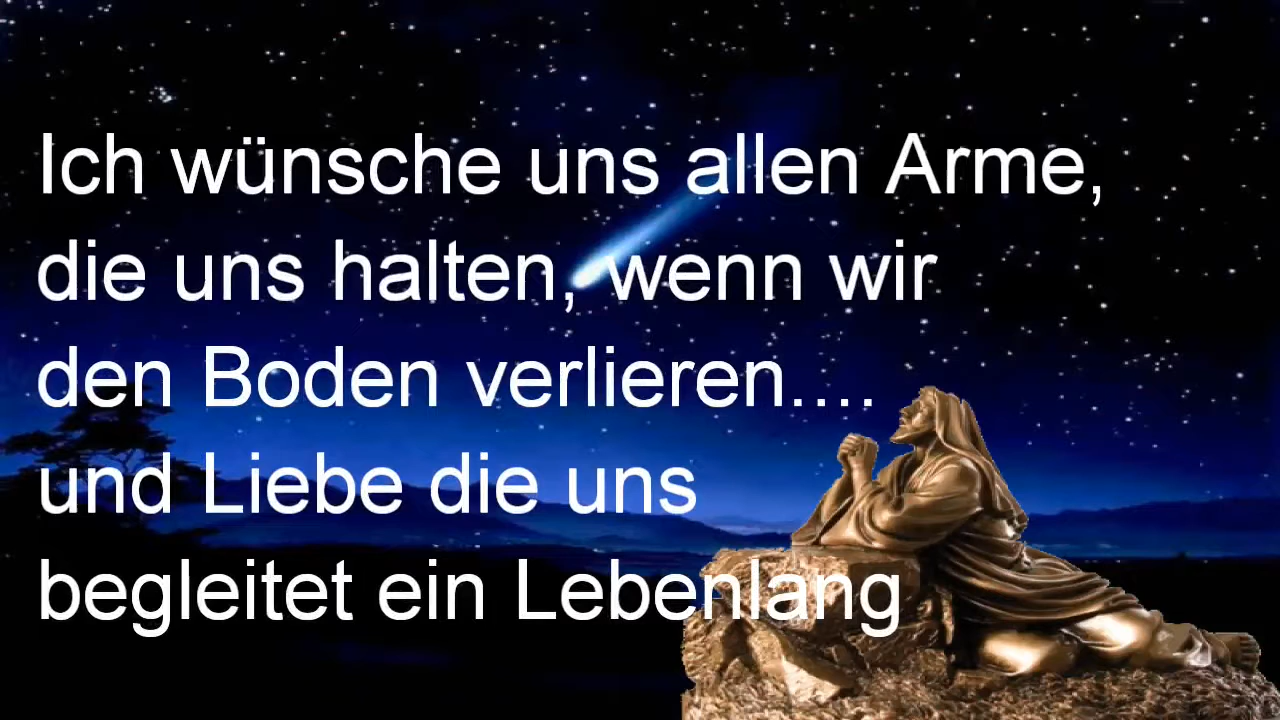 Ich wünsche uns allen Arme,
die uns halten, wenn wir
den Boden verlieren....
und Liebe die uns
begleitet ein Lebenlang